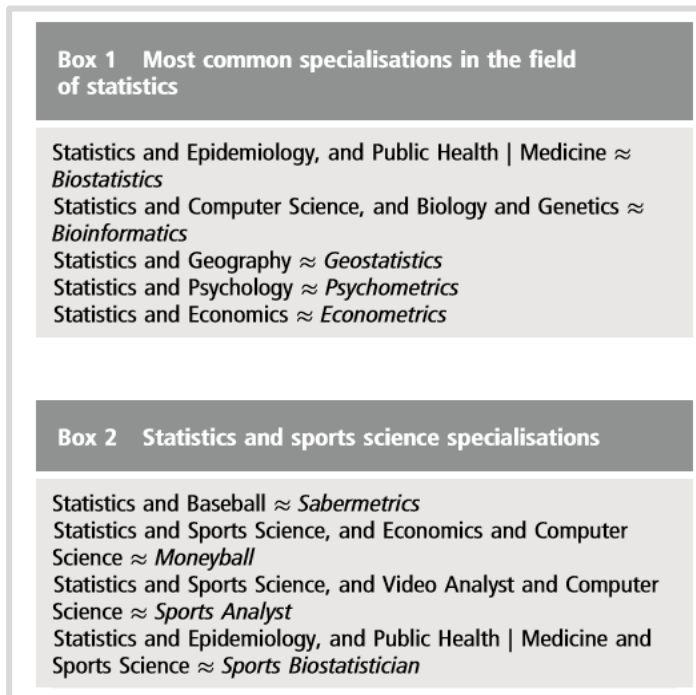 Box 1 Most common specialisations in the field
of statistics
Statistics and Epidemiology, and Public Health | Medicine ≈
Biostatistics
Statistics and Computer Science, and Biology and Genetics ≈
Bioinformatics
Statistics and Geography ≈ Geostatistics
Statistics and Psychology ≈ Psychometrics
Statistics and Economics ≈ Econometrics
Box 2 Statistics and sports science specialisations
Statistics and Baseball ≈ Sabermetrics
Statistics and Sports Science, and Economics and Computer
Science ≈ Moneyball
Statistics and Sports Science, and Video Analyst and Computer
Science ≈ Sports Analyst
Statistics and Epidemiology, and Public Health | Medicine and
Sports Science ≈ Sports Biostatistician